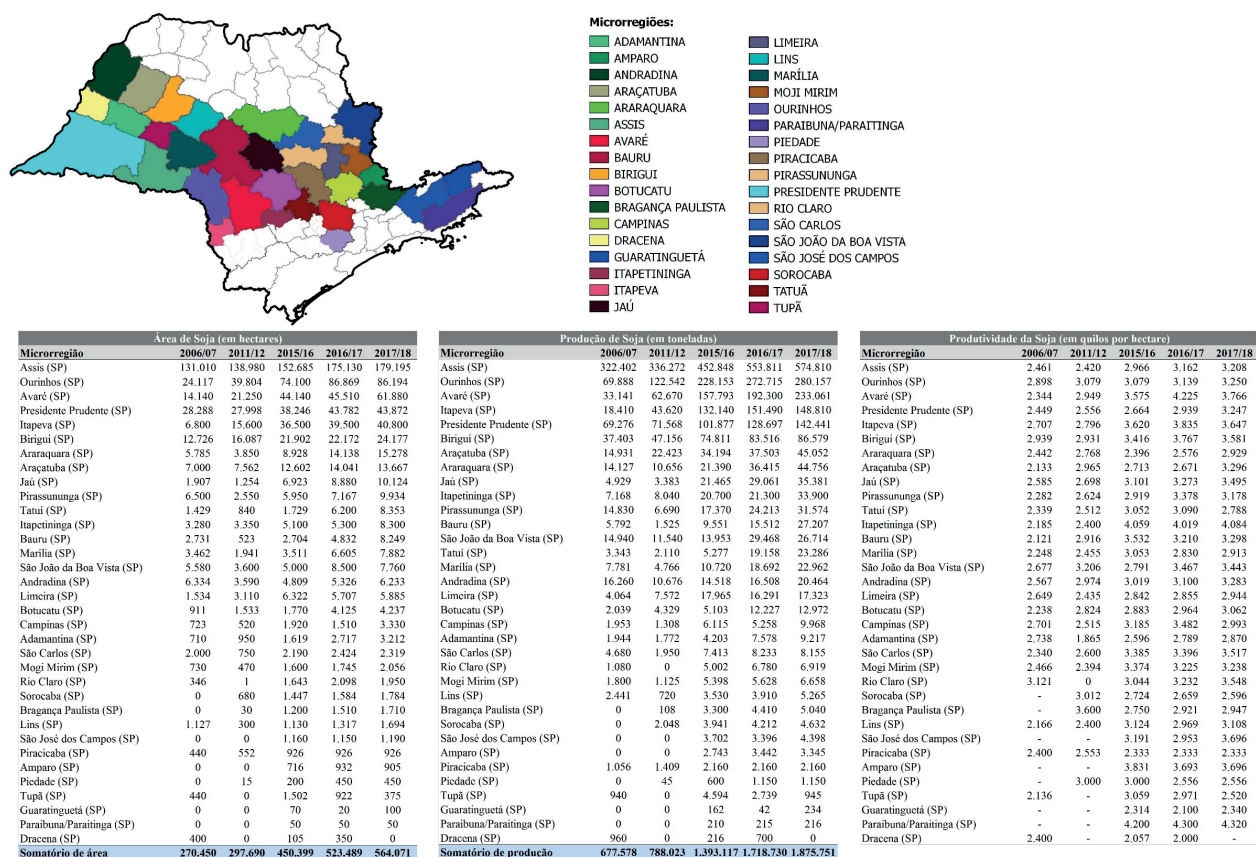 Microrregiões:
ADAMANTINA
AMPARO
ANDRADINA
ARAÇATUBA
ARARAQUARA
ASSIS
AVARÉ
BAURU
BIRIGUI
BOTUCATU
BRAGANÇA PAULISTA
CAMPINAS
DRACENA
GUARATINGUETÁ
ITAPETININGA
ITAPEVA
JAÚ
LIMEIRA
LINS
MARÍLIA
MOJI MIRIM
OURINHOS
PARAIBUNA/PARAITINGA
PIEDADE
PIRACICABA
PIRASSUNUNGA
PRESIDENTE PRUDENTE
RIO CLARO
SÃO CARLOS
SÃO JOÃO DA BOA VISTA
SÃO JOSÉ DOS CAMPOS
SOROCABA
TATUÃ
TUPÃ
Área de Soja (em hectares)
Microrregião 2006/07 2011/12 2015/16 2016/17 2017/18
Assis (SP) 131.010 138.980 152.685 175.130 179.195
Ourinhos (SP) 24.117 39.804 74.100 86.869 86.194
Avaré (SP) 14.140 21.250 44.140 45.510 61.880
Presidente Prudente (SP) 28.288 27.998 38.246 43.782 43.872
Itapeva (SP) 6.800 15.600 36.500 39.500 40.800
Birigui (SP) 12.726 16.087 21.902 22.172 24.177
Araraquara (SP) 5.785 3.850 8.928 14.138 15.278
Araçatuba (SP) 7.000 7.562 12.602 14.041 13.667
Jaú (SP) 1.907 1.254 6.923 8.880 10.124
Pirassununga (SP) 6.500 2.550 5.950 7.167 9.934
Tatuí (SP) 1.429 840 1.729 6.200 8.353
Itapetininga (SP) 3.280 3.350 5.100 5.300 8.300
Bauru (SP) 2.731 523 2.704 4.832 8.249
Marília (SP) 3.462 1.941 3.511 6.605 7.882
São João da Boa Vista (SP) 5.580 3.600 5.000 8.500 7.760
Andradina (SP) 6.334 3.590 4.809 5.326 6.233
Limeira (SP) 1.534 3.110 6.322 5.707 5.885
Botucatu (SP) 911 1.533 1.770 4.125 4.237
Campinas (SP) 723 520 1.920 1.510 3.330
Adamantina (SP) 710 950 1.619 2.717 3.212
São Carlos (SP) 2.000 750 2.190 2.424 2.319
Mogi Mirim (SP) 730 470 1.600 1.745 2.056
Rio Claro (SP) 346 1 1.643 2.098 1.950
Sorocaba (SP) 0 680 1.447 1.584 1.784
Bragança Paulista (SP) 0 30 1.200 1.510 1.710
Lins (SP) 1.127 300 1.130 1.317 1.694
São José dos Campos (SP) 0 0 1.160 1.150 1.190
Piracicaba (SP) 440 552 926 926 926
Amparo (SP) 0 0 716 932 905
Piedade (SP) 0 15 200 450 450
Tupã (SP) 440 0 1.502 922 375
Guaratinguetá (SP) 0 0 70 20 100
Paraibuna/Paraitinga (SP) 0 0 50 50 50
Dracena (SP) 400 0 105 350 0
Somatório de área 270.450 297.690 450.399 523.489 564.071
Produção de Soja (em toneladas)
Microrregião 2006/07 2011/12 2015/16 2016/17 2017/18
Assis (SP) 322.402 336.272 452.848 553.811 574.810
Ourinhos (SP) 69.888 122.542 228.153 272.715 280.157
Avaré (SP) 33.141 62.670 157.793 192.300 233.061
Itapeva (SP) 18.410 43.620 132.140 151.490 148.810
Presidente Prudente (SP) 69.276 71.568 101.877 128.697 142.441
Birigui (SP) 37.403 47.156 74.811 83.516 86.579
Araçatuba (SP) 14.931 22.423 34.194 37.503 45.052
Araraquara (SP) 14.127 10.656 21.390 36.415 44.756
Jaú (SP) 4.929 3.383 21.465 29.061 35.381
Itapetininga (SP) 7.168 8.040 20.700 21.300 33.900
Pirassununga (SP) 14.830 6.690 17.370 24.213 31.574
Bauru (SP) 5.792 1.525 9.551 15.512 27.207
São João da Boa Vista (SP) 14.940 11.540 13.953 29.468 26.714
Tatuí (SP) 3.343 2.110 5.277 19.158 23.286
Marília (SP) 7.781 4.766 10.720 18.692 22.962
Andradina (SP) 16.260 10.676 14.518 16.508 20.464
Limeira (SP) 4.064 7.572 17.965 16.291 17.323
Botucatu (SP) 2.039 4.329 5.103 12.227 12.972
Campinas (SP) 1.953 1.308 6.115 5.258 9.968
Adamantina (SP) 1.944 1.772 4.203 7.578 9.217
São Carlos (SP) 4.680 1.950 7.413 8.233 8.155
Rio Claro (SP) 1.080 0 5.002 6.780 6.919
Mogi Mirim (SP) 1.800 1.125 5.398 5.628 6.658
Lins (SP) 2.441 720 3.530 3.910 5.265
Bragança Paulista (SP) 0 108 3.300 4.410 5.040
Sorocaba (SP) 0 2.048 3.941 4.212 4.632
São José dos Campos (SP) 0 0 3.702 3.396 4.398
Amparo (SP) 0 0 2.743 3.442 3.345
Piracicaba (SP) 1.056 1.409 2.160 2.160 2.160
Piedade (SP) 0 45 600 1.150 1.150
Tupã (SP) 940 0 4.594 2.739 945
Guaratinguetá (SP) 0 0 162 42 234
Paraibuna/Paraitinga (SP) 0 0 210 215 216
Dracena (SP) 960 0 216 700 0
Somatório de produção 677.578 788.023 1.393.117 1.718.730 1.875.751
Produtividade da Soja (em quilos por hectare)
Microrregião 2006/07 2011/12 2015/16 2016/17 2017/18
Assis (SP) 2.461 2.420 2.966 3.162 3.208
Ourinhos (SP) 2.898 3.079 3.079 3.139 3.250
Avaré (SP) 2.344 2.949 3.575 4.225 3.766
Presidente Prudente (SP) 2.449 2.556 2.664 2.939 3.247
Itapeva (SP) 2.707 2.796 3.620 3.835 3.647
Birigui (SP) 2.939 2.931 3.416 3.767 3.581
Araraquara (SP) 2.442 2.768 2.396 2.576 2.929
Araçatuba (SP) 2.133 2.965 2.713 2.671 3.296
Jaú (SP) 2.585 2.698 3.101 3.273 3.495
Pirassununga (SP) 2.282 2.624 2.919 3.378 3.178
Tatuí (SP) 2.339 2.512 3.052 3.090 2.788
Itapetininga (SP) 2.185 2.400 4.059 4.019 4.084
Bauru (SP) 2.121 2.916 3.532 3.210 3.298
Marília (SP) 2.248 2.455 3.053 2.830 2.913
São João da Boa Vista (SP) 2.677 3.206 2.791 3.467 3.443
Andradina (SP) 2.567 2.974 3.019 3.100 3.283
Limeira (SP) 2.649 2.435 2.842 2.855 2.944
Botucatu (SP) 2.238 2.824 2.883 2.964 3.062
Campinas (SP) 2.701 2.515 3.185 3.482 2.993
Adamantina (SP) 2.738 1.865 2.596 2.789 2.870
São Carlos (SP) 2.340 2.600 3.385 3.396 3.517
Mogi Mirim (SP) 2.466 2.394 3.374 3.225 3.238
Rio Claro (SP) 3.121 0 3.044 3.232 3.548
Sorocaba (SP) - 3.012 2.724 2.659 2.596
Bragança Paulista (SP) - 3.600 2.750 2.921 2.947
Lins (SP) 2.166 2.400 3.124 2.969 3.108
São José dos Campos (SP) - - 3.191 2.953 3.696
Piracicaba (SP) 2.400 2.553 2.333 2.333 2.333
Amparo (SP) - - 3.831 3.693 3.696
Piedade (SP) - 3.000 3.000 2.556 2.556
Tupã (SP) 2.136 - 3.059 2.971 2.520
Guaratinguetá (SP) - - 2.314 2.100 2.340
Paraibuna/Paraitinga (SP) - - 4.200 4.300 4.320
Dracena (SP) 2.400 - 2.057 2.000 -